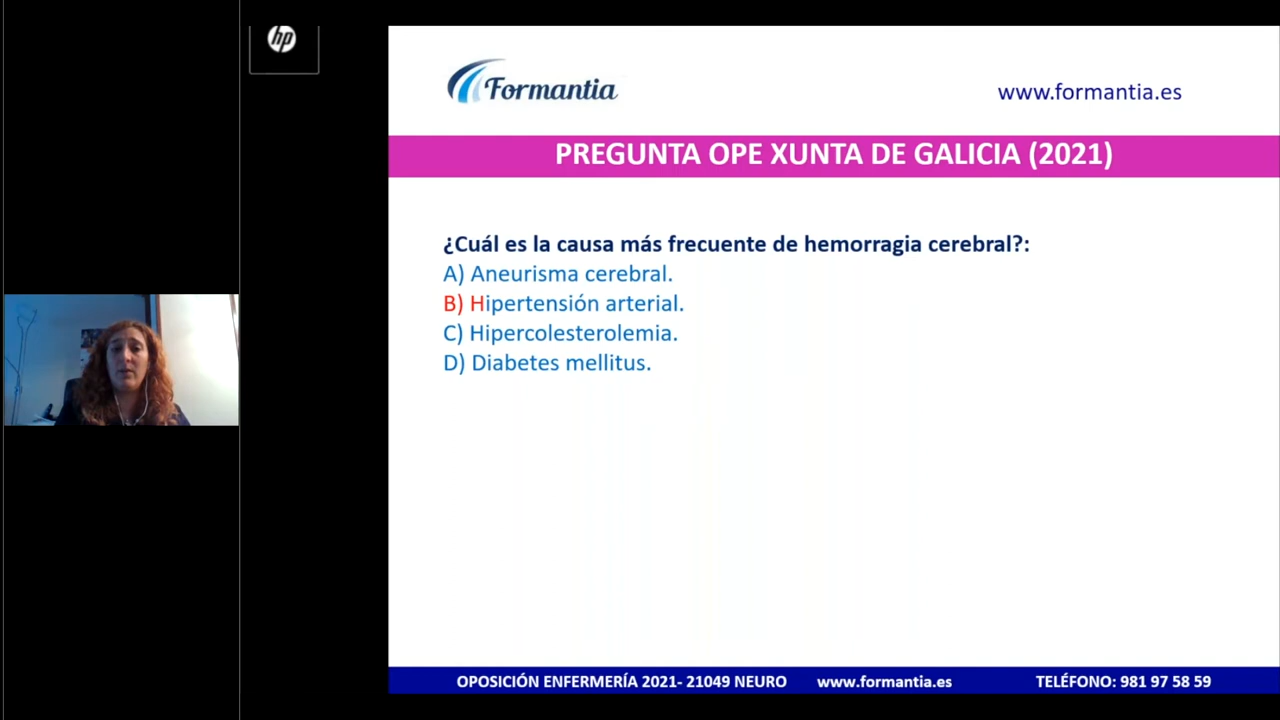 hp
Formantia
www.formantia.es
PREGUNTA OPE XUNTA DE GALICIA (2021)
¿Cuál es la causa más frecuente de hemorragia cerebral?:
A) Aneurisma cerebral.
B) Hipertensión arterial.
C) Hipercolesterolemia.
D) Diabetes mellitus.
OPOSICIÓN ENFERMERÍA 2021- 21049 NEURO www.formantia.es TELÉFONO: 981 97 58 59